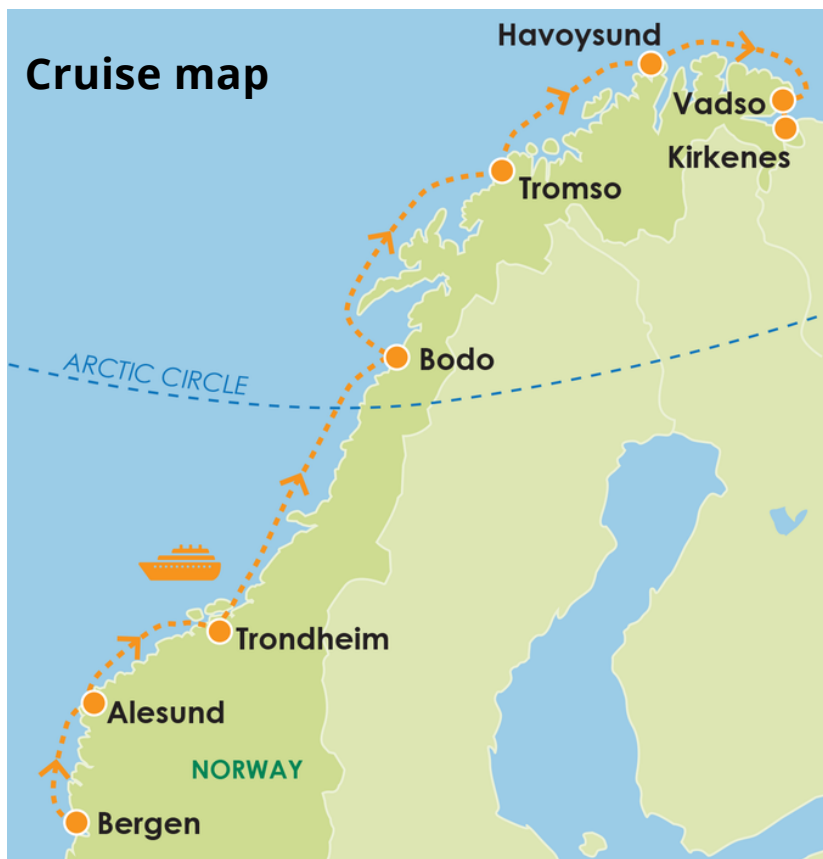 Cruise map
Havoysund
Vadso
Kirkenes
Tromso
Bodo
ARCTIC CIRCLE
Trondheim
Alesund
NORWAY
Bergen